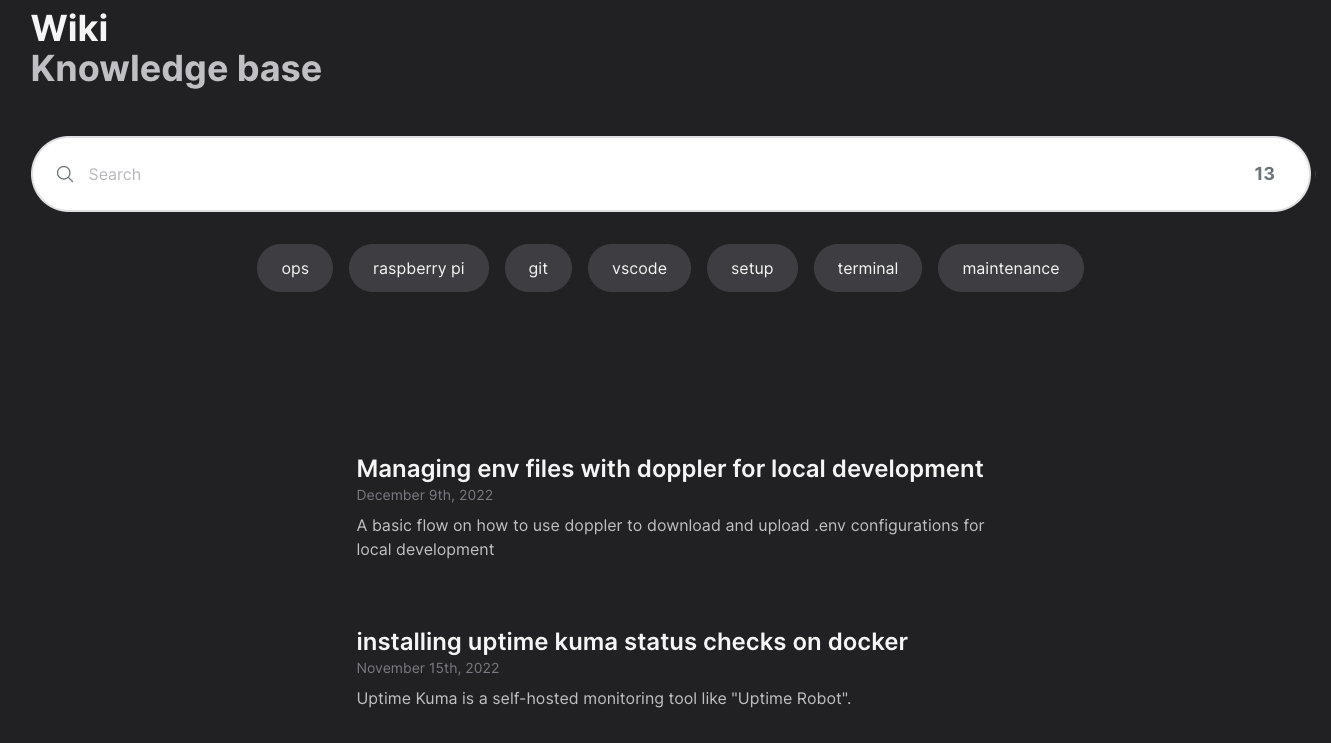 Wiki
Knowledge base
Search
13
ops
raspberry pi
git
vscode
setup
terminal
maintenance
Managing env files with doppler for local development
December 9th, 2022
A basic flow on how to use doppler to download and upload .env configurations for
local development
installing uptime kuma status checks on docker
November 15th, 2022
Uptime Kuma is a self-hosted monitoring tool like "Uptime Robot".